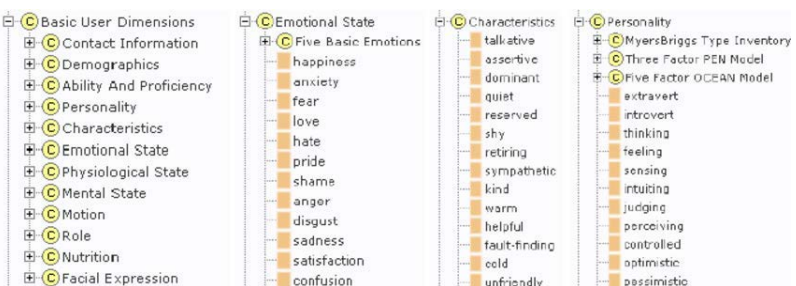 Basic User Dimensions
Contact Information
Demographics
Ability And Proficiency
Personality
Characteristics
Emotional State
Physiological State
Mental State
Motion
Role
Nutrition
Facial Expression
Emotional State
Five Basic Emotions
happiness
anxiety
fear
love
hate
pride
shame
anger
disgust
sadness
satisfaction
confusion
Characteristics
talkative
assertive
dominant
quiet
reserved
shy
retiring
sympathetic
kind
warm
helpful
fault-finding
cold
unfriendly
Personality
MyersBriggs Type Inventory
Three Factor PEN Model
Five Factor OCEAN Model
extravert
introvert
thinking
feeling
sensing
intuiting
judging
perceiving
controlled
optimistic
pessimistic